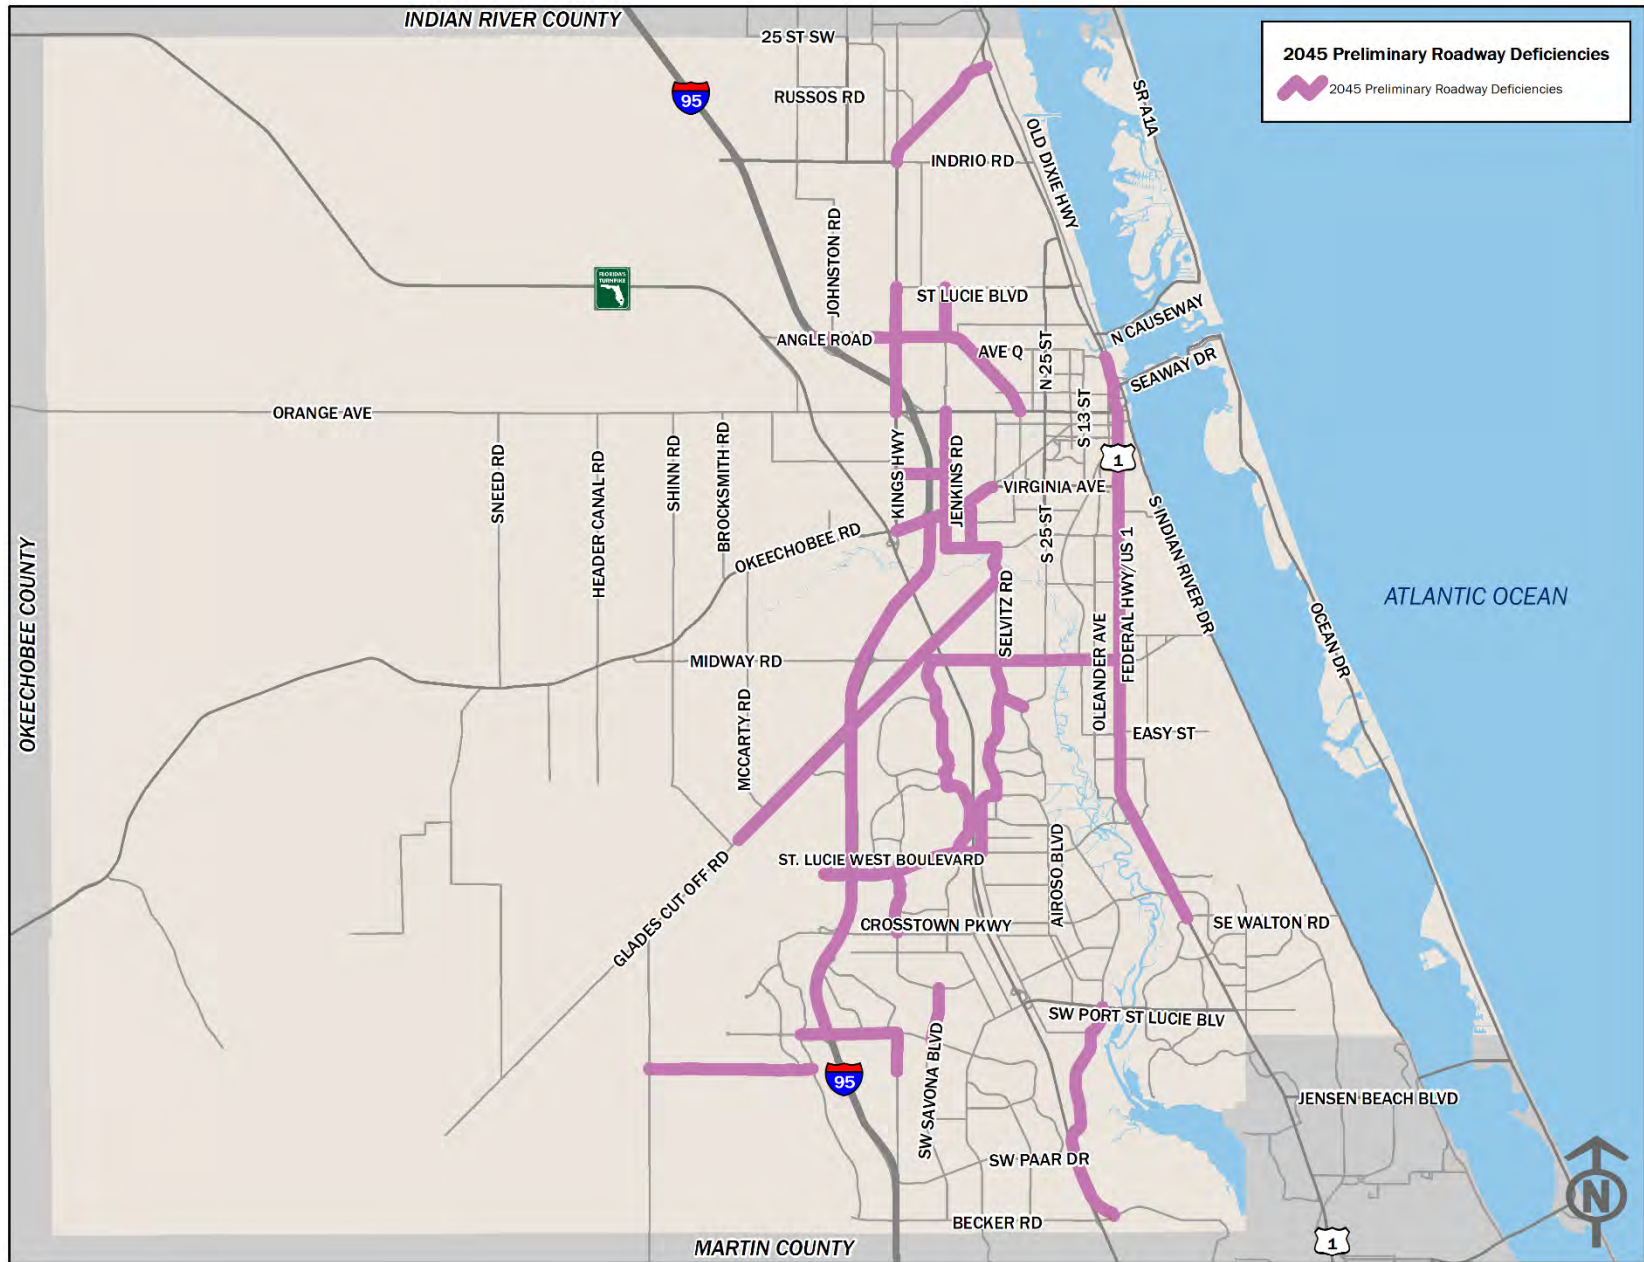 INDIAN RIVER COUNTY
25 ST SW
2045 Preliminary Roadway Deficiencies
2045 Preliminary Roadway Deficiencies
95
RUSSOS RD
SR A1A
OLD DIXIE HWY
INDRIO RD
JOHNSTON RD
FLORIDA'S
TURNPIKE
ST LUCIE BLVD
N CAUSEWAY
ANGLE ROAD
AVE Q
N 25 ST
SEAWAY DR
ORANGE AVE
S 13 ST
SNEED RD
HEADER CANAL RD
SHINN RD
BROCKSMITH RD
KINGS HWY
JENKINS RD
1
VIRGINIA AVE
OKEECHOBEE RD
S 25 ST
S INDIAN RIVER DR
OKEECHOBEE COUNTY
SELVITZ RD
FEDERAL HWY/US 1
ATLANTIC OCEAN
OCEAN DR
MIDWAY RD
OLEANDER AVE
MCCARTY RD
EASY ST
ST. LUCIE WEST BOULEVARD
AIROSO BLVD
GLADES CUT OFF RD
CROSSTOWN PKWY
SE WALTON RD
SW PORT ST LUCIE BLV
SW SAVONA BLVD
95
JENSEN BEACH BLVD
SW PAAR DR
N
BECKER RD
MARTIN COUNTY
1